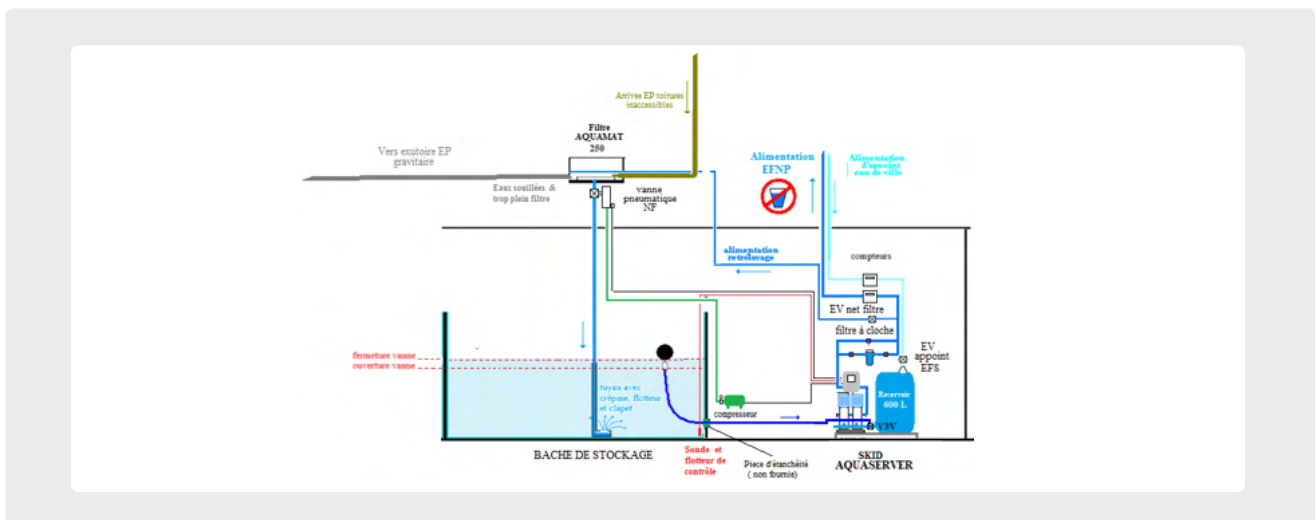 Arrivée EP toitures
inaccessibles
Filtre
AQUAMAT
250
Vers exutoire EP
gravitaire
Eaux souillées &
trop plein filtre
vanne
pneumatique
NF
Alimentation
EFNP
Alimentation
d'appoint
eau de ville
alimentation
retrolavage
compteurs
EV net filtre
filtre à cloche
EV
appoint
EFS
fermeture vanne
ouverture vanne
tuyau avec
crépine, flotteur
et clapet
compresseur
Reservoir
600 L
V3V
BACHE DE STOCKAGE
Sonde et
flotteur de
contrôle
Piece d'étanchéité
( non fournie)
SKID
AQUASERVER